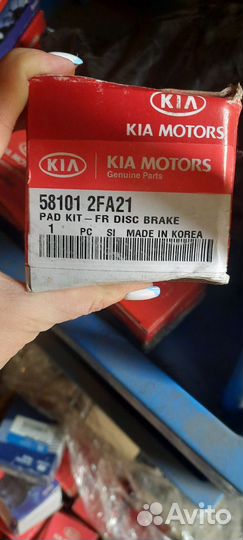 KIA
KIA MOTORS
KIA
KIA MOTORS
Genuine Parts
58101 2FA21
PAD KIT-FR DISC BRAKE
1 PC SI MADE IN KOREA
Avito